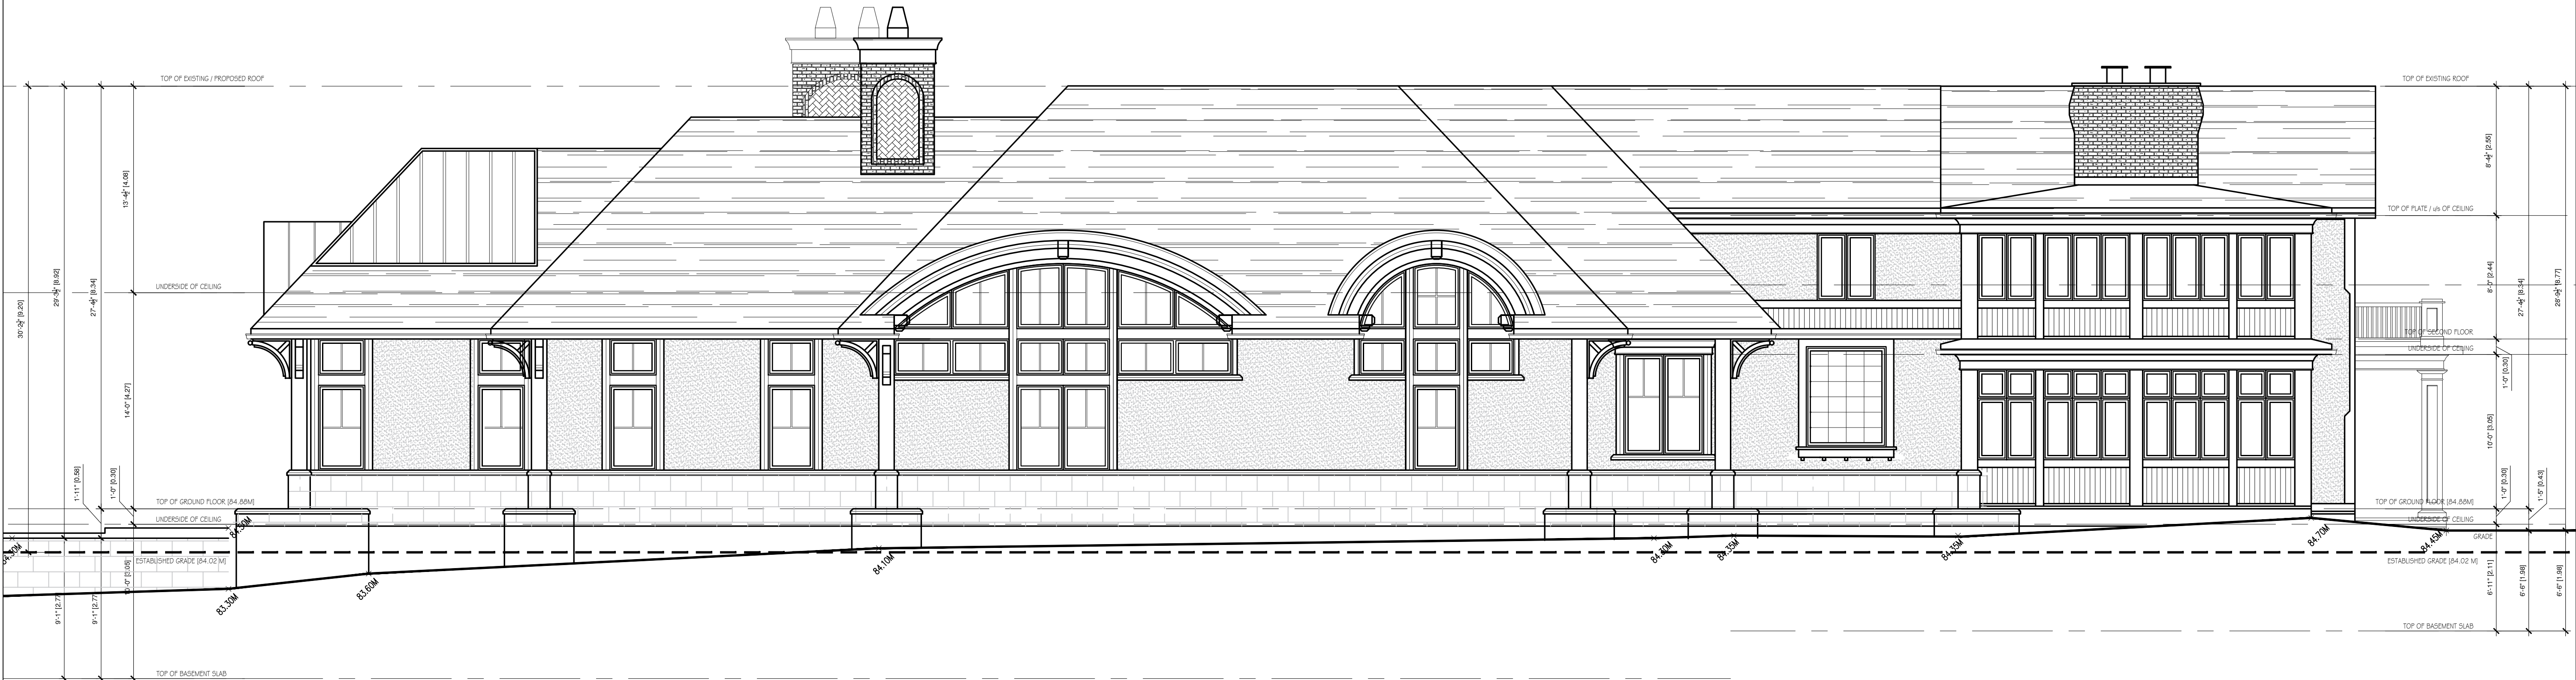 TOP OF EXISTING / PROPOSED ROOF
13'-4½" [4.08]
29'-3½" [8.92]
27'-4½" [8.34]
30'-2½" [9.20]
UNDERSIDE OF CEILING
14'-0" [4.27]
1'-11" [0.58]
1'-0" [0.30]
TOP OF GROUND FLOOR [84.88M]
UNDERSIDE OF CEILING
84.50M
ESTABLISHED GRADE [84.02 M]
9'-1" [2.77]
9'-1" [2.77]
TOP OF BASEMENT SLAB
83.30M
83.60M
84.10M
84.30M
84.35M
84.35M
84.70M
84.45M
TOP OF EXISTING ROOF
8'-4½" [2.55]
TOP OF PLATE / u/s OF CEILING
8'-0" [2.44]
27'-4½" [8.34]
28'-9½" [8.77]
TOP OF SECOND FLOOR
UNDERSIDE OF CEILING
1'-0" [0.30]
10'-0" [3.05]
TOP OF GROUND FLOOR [84.88M]
1'-0" [0.30]
1'-5" [0.43]
UNDERSIDE OF CEILING
GRADE
ESTABLISHED GRADE [84.02 M]
6'-11" [2.11]
6'-6" [1.98]
6'-6" [1.98]
TOP OF BASEMENT SLAB